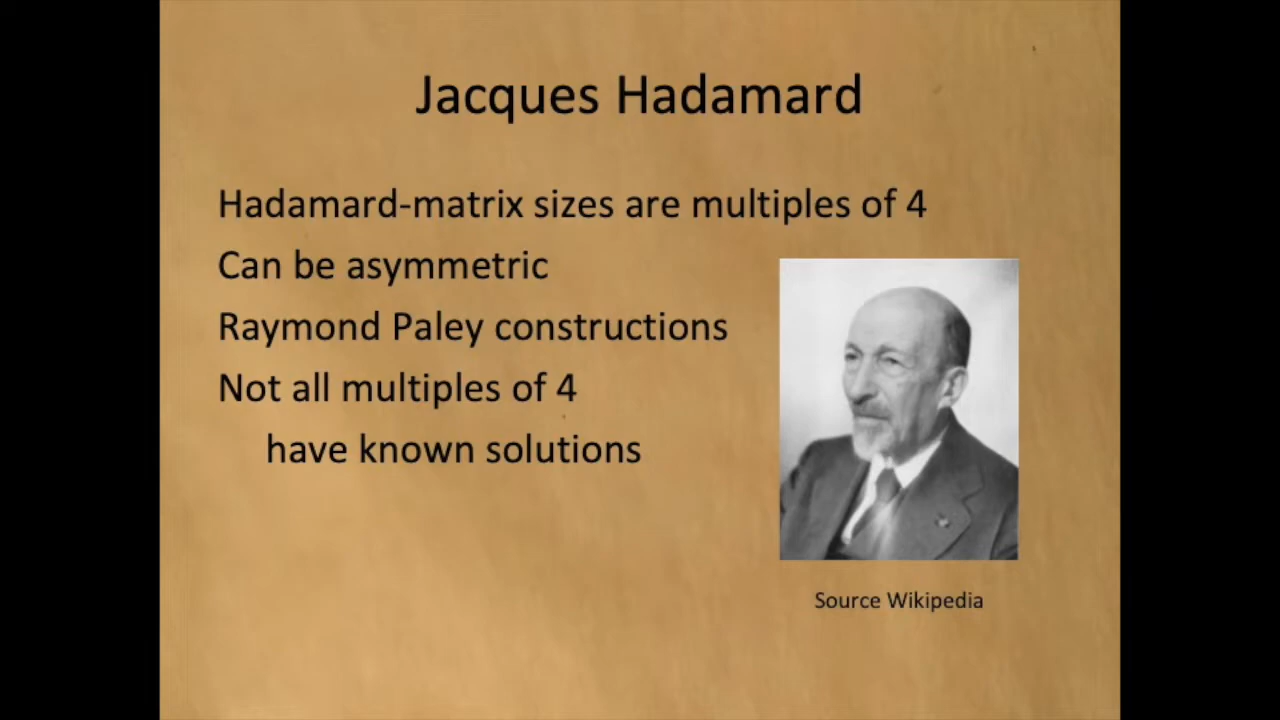 Jacques Hadamard
Hadamard-matrix sizes are multiples of 4
Can be asymmetric
Raymond Paley constructions
Not all multiples of 4
have known solutions
Source Wikipedia